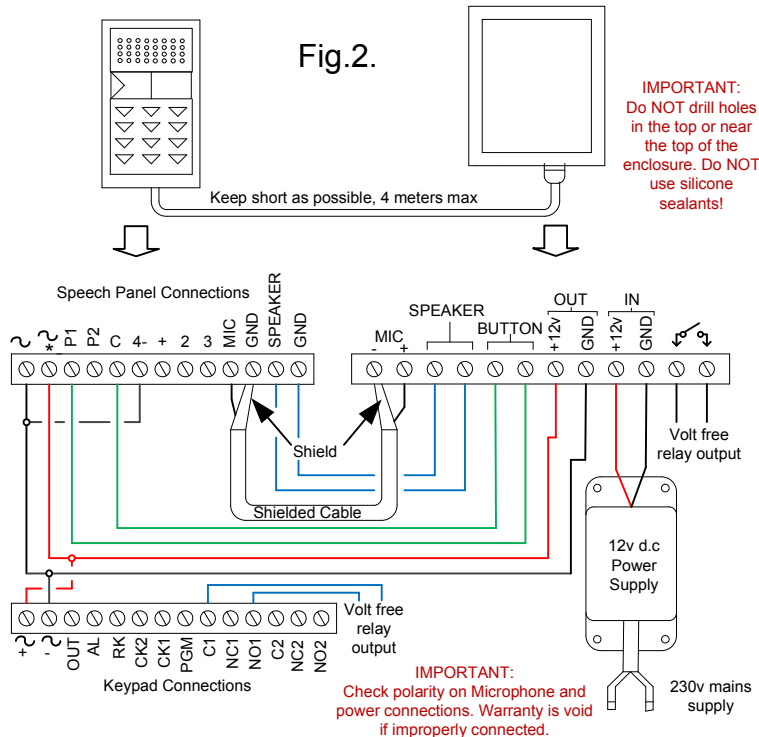 Fig.2.
IMPORTANT:
Do NOT drill holes
in the top or near
the top of the
enclosure. Do NOT
use silicone
sealants!
Keep short as possible, 4 meters max
Speech Panel Connections
* P1 P2 C 4- + 2 3 MIC GND SPEAKER GND
SPEAKER
BUTTON
OUT
IN
MIC
- +
+12v GND +12v GND
Shield
Shielded Cable
Volt free
relay output
12v d.c
Power
Supply
Volt free
relay output
+ - OUT AL RK CK2 CK1 PGM C1 NC1 NO1 C2 NC2 NO2
Keypad Connections
IMPORTANT:
Check polarity on Microphone and
power connections. Warranty is void
if improperly connected.
230v mains
supply